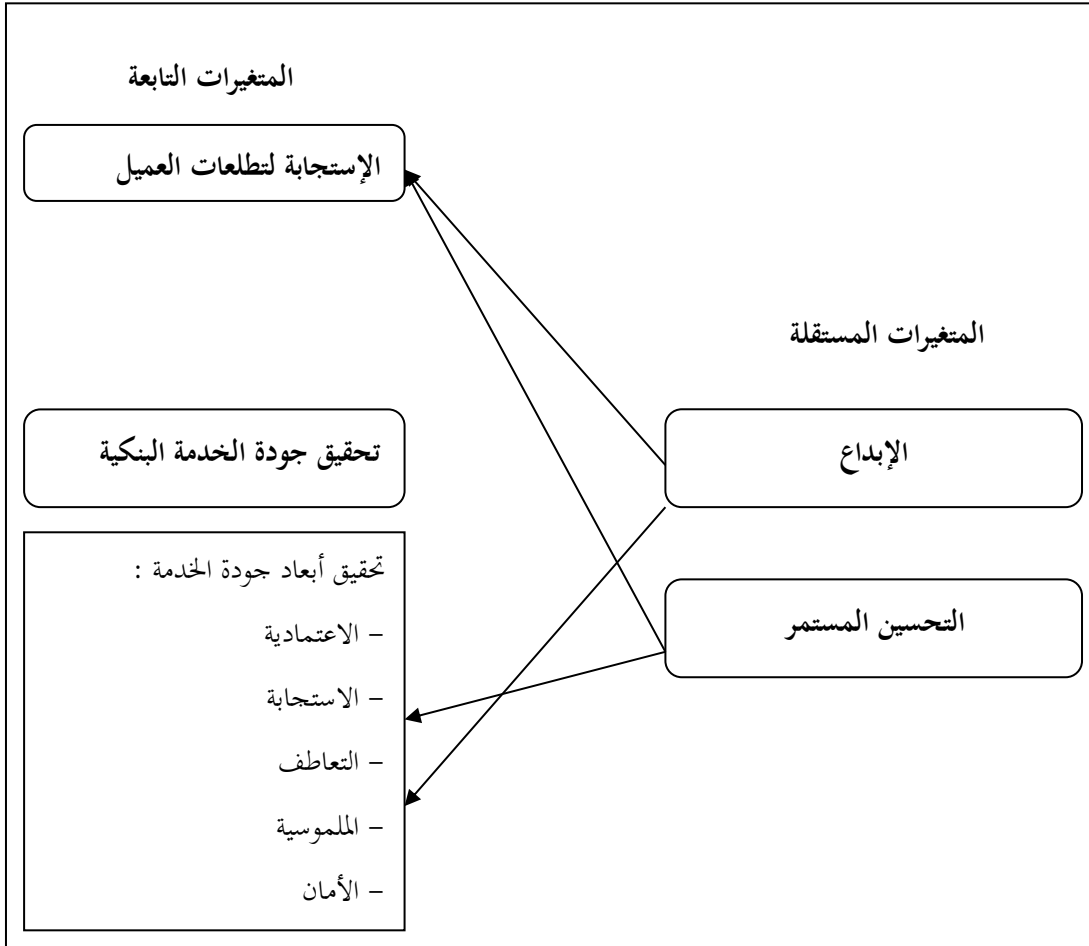 المتغيرات التابعة
الإستجابة لتطلعات العميل
المتغيرات المستقلة
تحقيق جودة الخدمة البنكية
الإبداع
تحقيق أبعاد جودة الخدمة :
– الاعتمادية
– الاستجابة
– التعاطف
– الملموسية
– الأمان
التحسين المستمر